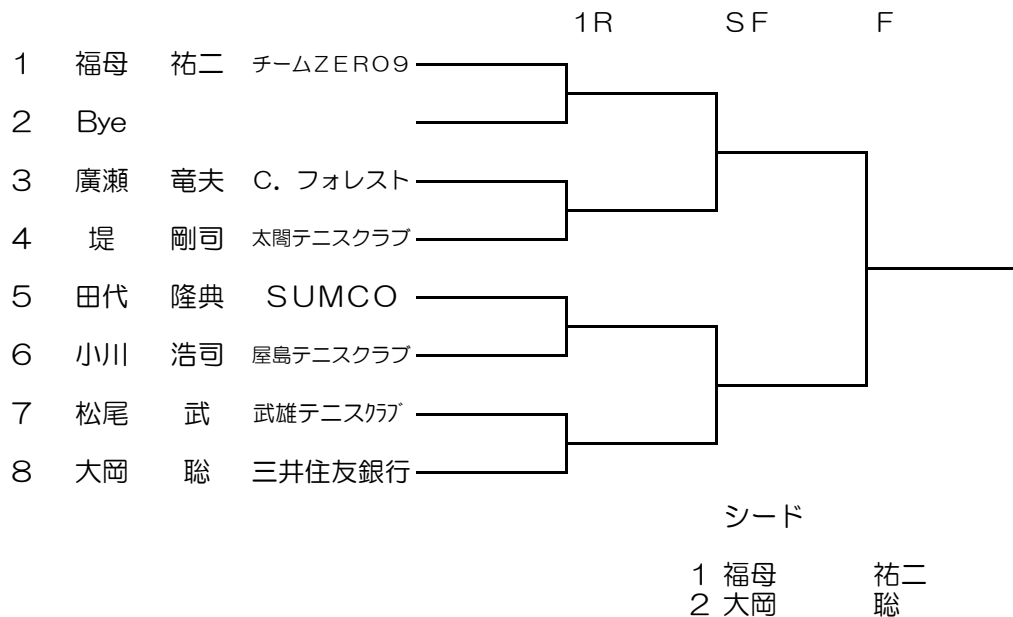 1R SF F
1 福母 祐二 チームZERO9
2 Bye
3 廣瀬 竜夫 C．フォレスト
4 堤 剛司 太閤テニスクラブ
5 田代 隆典 SUMCO
6 小川 浩司 屋島テニスクラブ
7 松尾 武 武雄テニスｸﾗﾌﾞ
8 大岡 聡 三井住友銀行
シード
1 福母 祐二
2 大岡 聡